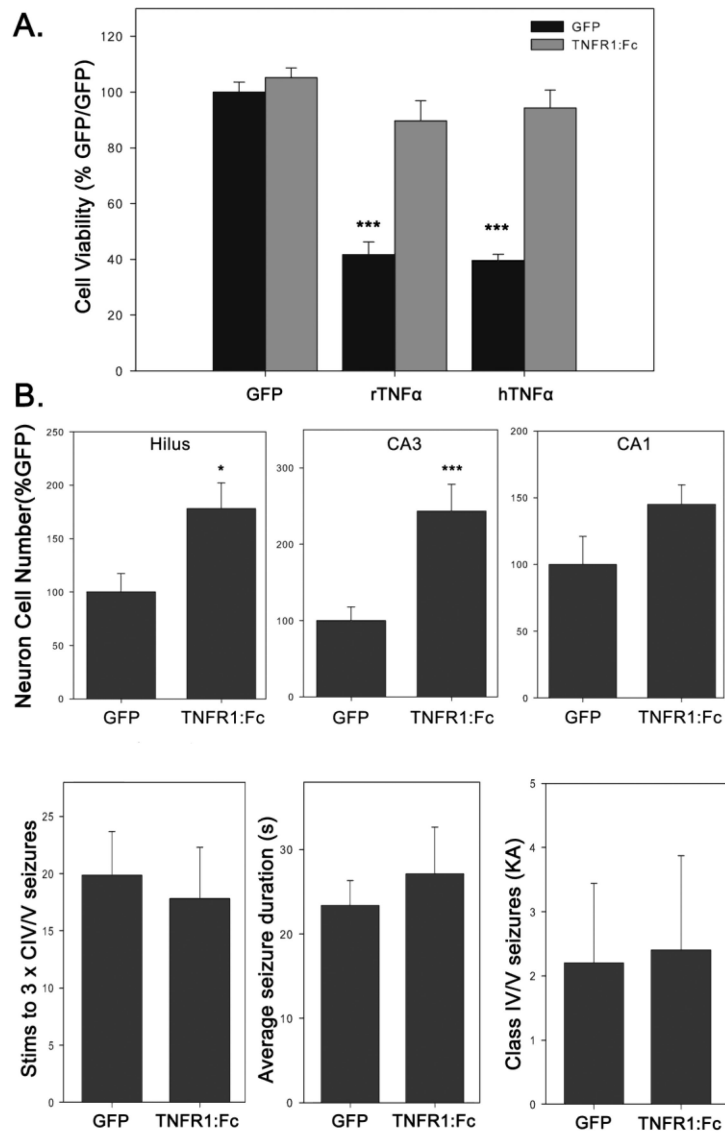 A.
GFP
TNFR1:Fc
Cell Viability (% GFP/GFP)
120
100
80
60
40
20
0
***
***
GFP rTNFα hTNFα
B.
Neuron Cell Number(%GFP)
250
200
150
100
50
0
Hilus
*
GFP TNFR1:Fc
300
200
100
0
CA3
***
GFP TNFR1:Fc
200
150
100
50
0
CA1
GFP TNFR1:Fc
Stims to 3 x CIV/V seizures
25
20
15
10
5
0
GFP TNFR1:Fc
Average seizure duration (s)
30
20
10
0
GFP TNFR1:Fc
Class IV/V seizures (KA)
5
4
3
2
1
0
GFP TNFR1:Fc